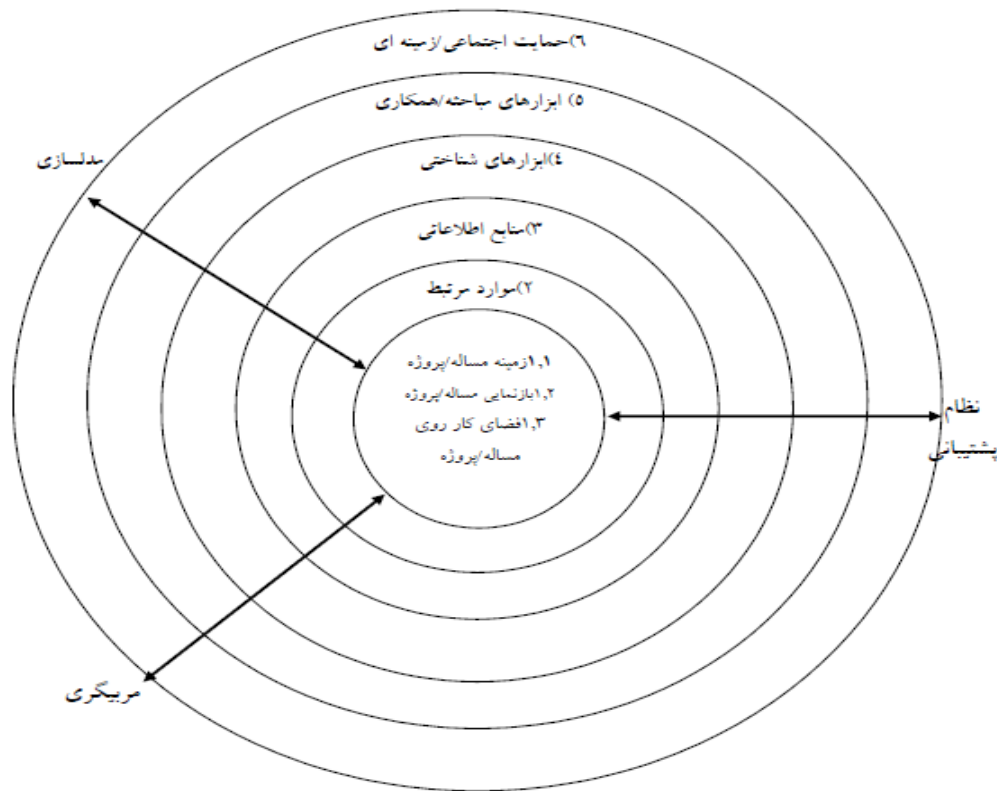 ۶)حمایت اجتماعی/زمینه ای
۵) ابزارهای مباحثه/همکاری
مدلسازی
۴)ابزارهای شناختی
۳)منابع اطلاعاتی
۲)موارد مرتبط
۱,۱زمینه مساله/پروژه
۱,۲بازنمایی مساله/پروژه
۱,۳فضای کار روی
مساله/پروژه
نظام
پشتیبانی
مربیگری